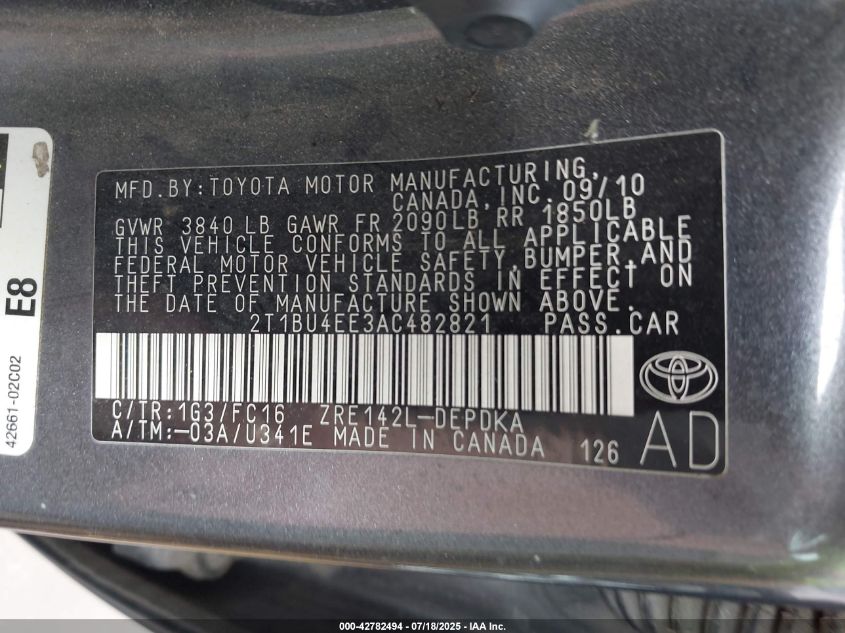 MFD.BY:TOYOTA MOTOR MANUFACTURING,
CANADA,INC. 09/10
GVWR 3840 LB GAWR FR 2090LB RR 1850LB
THIS VEHICLE CONFORMS TO ALL APPLICABLE
FEDERAL MOTOR VEHICLE SAFETY,BUMPER,AND
THEFT PREVENTION STANDARDS IN EFFECT ON
THE DATE OF MANUFACTURE SHOWN ABOVE.
2T1BU4EE3AC482821 PASS.CAR
C/TR:1G3/FC16 ZRE142L-DEPDKA
A/TM:-03A/U341E MADE IN CANADA 126
AD
E8
42661-02C02
000-42782494 - 07/18/2025 - IAA Inc.